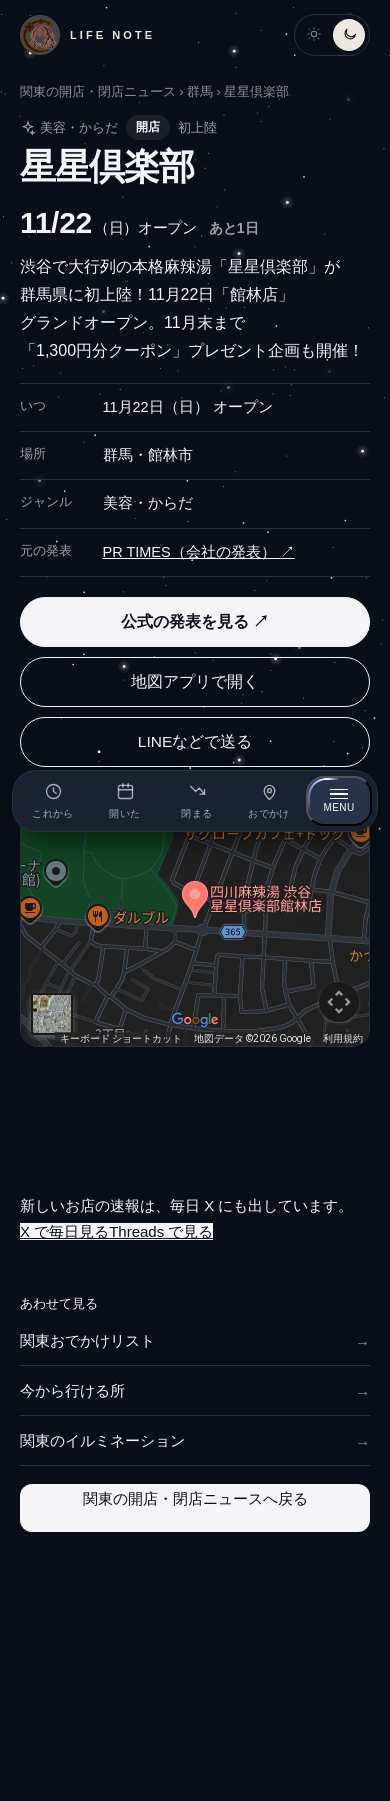 LIFE NOTE
関東の開店・閉店ニュース › 群馬 › 星星倶楽部
美容・からだ 開店 初上陸
星星倶楽部
11/22（日）オープン あと1日
渋谷で大行列の本格麻辣湯「星星倶楽部」が
群馬県に初上陸！11月22日「館林店」
グランドオープン。11月末まで
「1,300円分クーポン」プレゼント企画も開催！
いつ 11月22日（日） オープン
場所 群馬・館林市
ジャンル 美容・からだ
元の発表 PR TIMES（会社の発表） ↗
公式の発表を見る ↗
地図アプリで開く
LINEなどで送る
これから 開いた 閉まる おでかけ MENU
館)
四川麻辣湯 渋谷
星星倶楽部館林店
ダルブル
365
かっ
Google
キーボード ショートカット 地図データ ©2026 Google 利用規約
新しいお店の速報は、毎日 X にも出しています。
X で毎日見るThreads で見る
あわせて見る
関東おでかけリスト →
今から行ける所 →
関東のイルミネーション →
関東の開店・閉店ニュースへ戻る